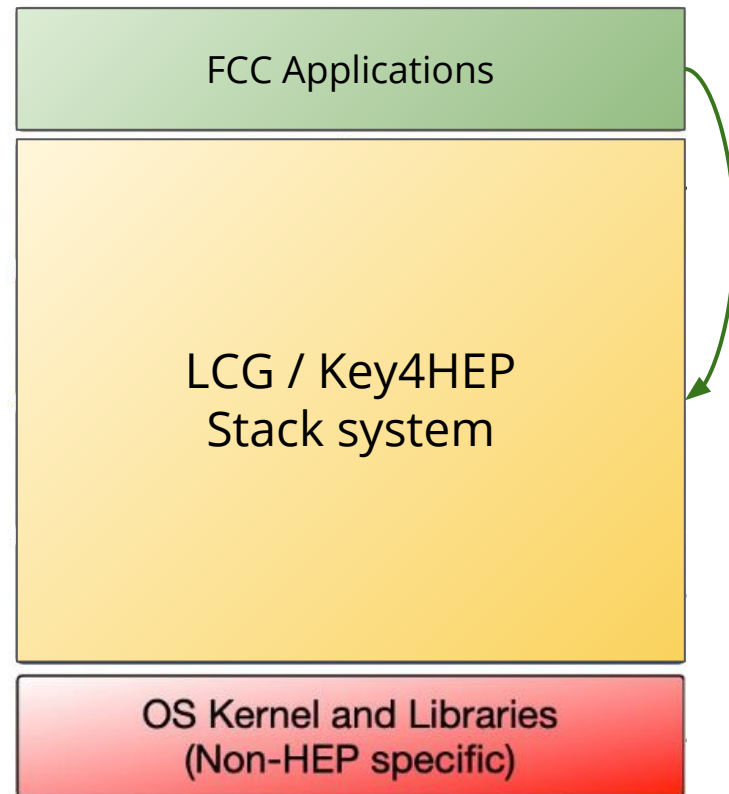 FCC Applications
LCG / Key4HEP
Stack system
OS Kernel and Libraries
(Non-HEP specific)